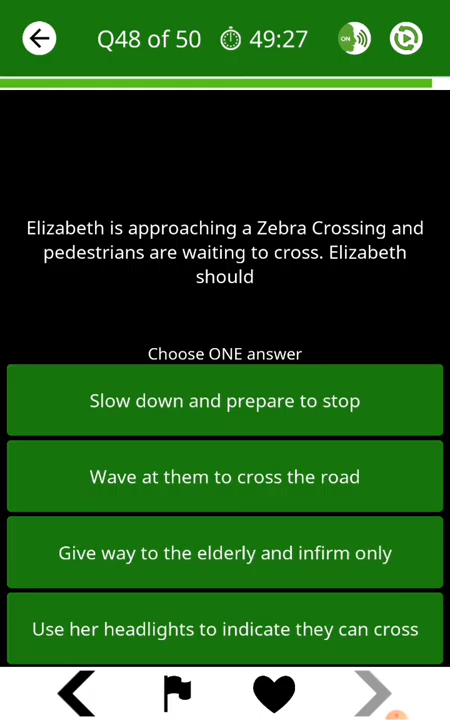 Q48 of 50 49:27
ON
Elizabeth is approaching a Zebra Crossing and
pedestrians are waiting to cross. Elizabeth
should
Choose ONE answer
Slow down and prepare to stop
Wave at them to cross the road
Give way to the elderly and infirm only
Use her headlights to indicate they can cross